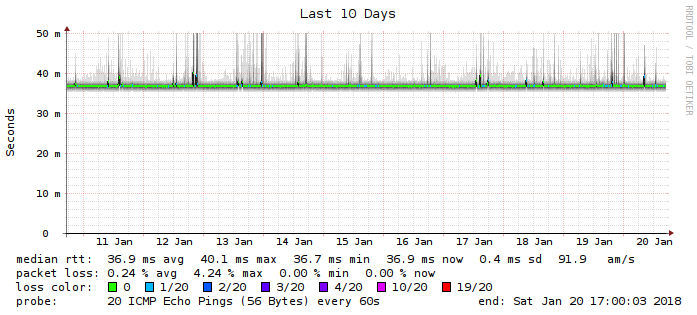 Last 10 Days
RRDTOOL / TOBI OETIKER
Seconds
50 m
40 m
30 m
20 m
10 m
0
11 Jan 12 Jan 13 Jan 14 Jan 15 Jan 16 Jan 17 Jan 18 Jan 19 Jan 20 Jan
median rtt: 36.9 ms avg 40.1 ms max 36.7 ms min 36.9 ms now 0.4 ms sd 91.9 am/s
packet loss: 0.24 % avg 4.24 % max 0.00 % min 0.00 % now
loss color: 0 1/20 2/20 3/20 4/20 10/20 19/20
probe: 20 ICMP Echo Pings (56 Bytes) every 60s end: Sat Jan 20 17:00:03 2018